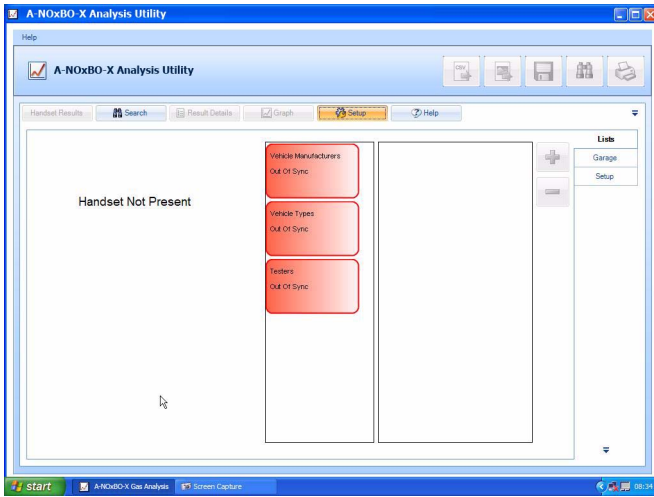 A-NOxBO-X Analysis Utility
Help
A-NOxBO-X Analysis Utility
CSV
Handset Results
Search
Result Details
Graph
Setup
Help
Handset Not Present
Vehicle Manufacturers
Out Of Sync
Vehicle Types
Out Of Sync
Testers
Out Of Sync
Lists
Garage
Setup
start
A-NOxBO-X Gas Analysis
Screen Capture
08:34